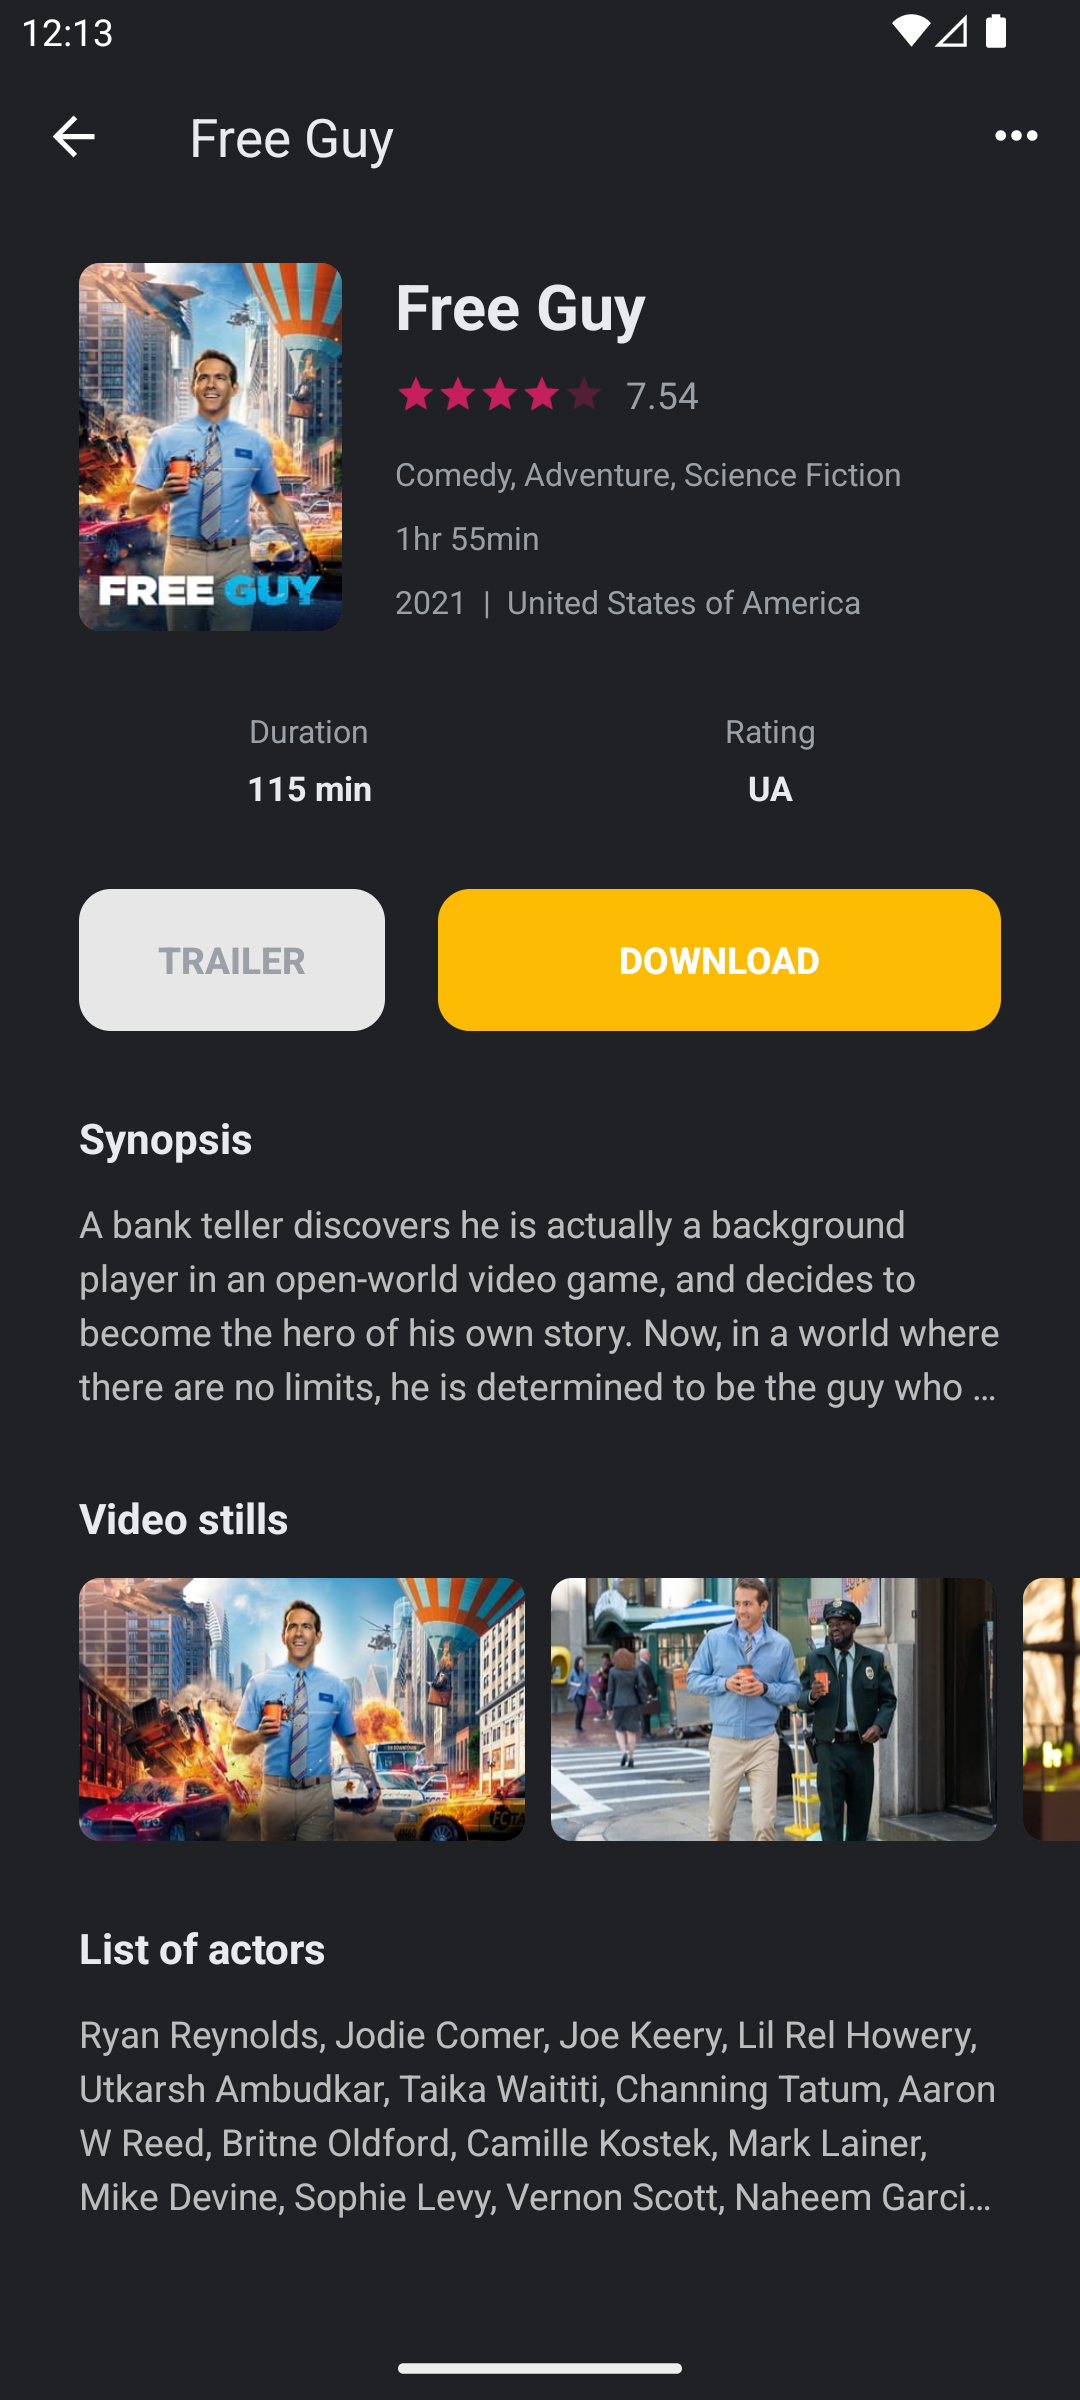 12:13
Free Guy
FREE GUY
Free Guy
7.54
Comedy, Adventure, Science Fiction
1hr 55min
2021 | United States of America
Duration
115 min
Rating
UA
TRAILER
DOWNLOAD
Synopsis
A bank teller discovers he is actually a background
player in an open-world video game, and decides to
become the hero of his own story. Now, in a world where
there are no limits, he is determined to be the guy who ...
Video stills
List of actors
Ryan Reynolds, Jodie Comer, Joe Keery, Lil Rel Howery,
Utkarsh Ambudkar, Taika Waititi, Channing Tatum, Aaron
W Reed, Britne Oldford, Camille Kostek, Mark Lainer,
Mike Devine, Sophie Levy, Vernon Scott, Naheem Garci...